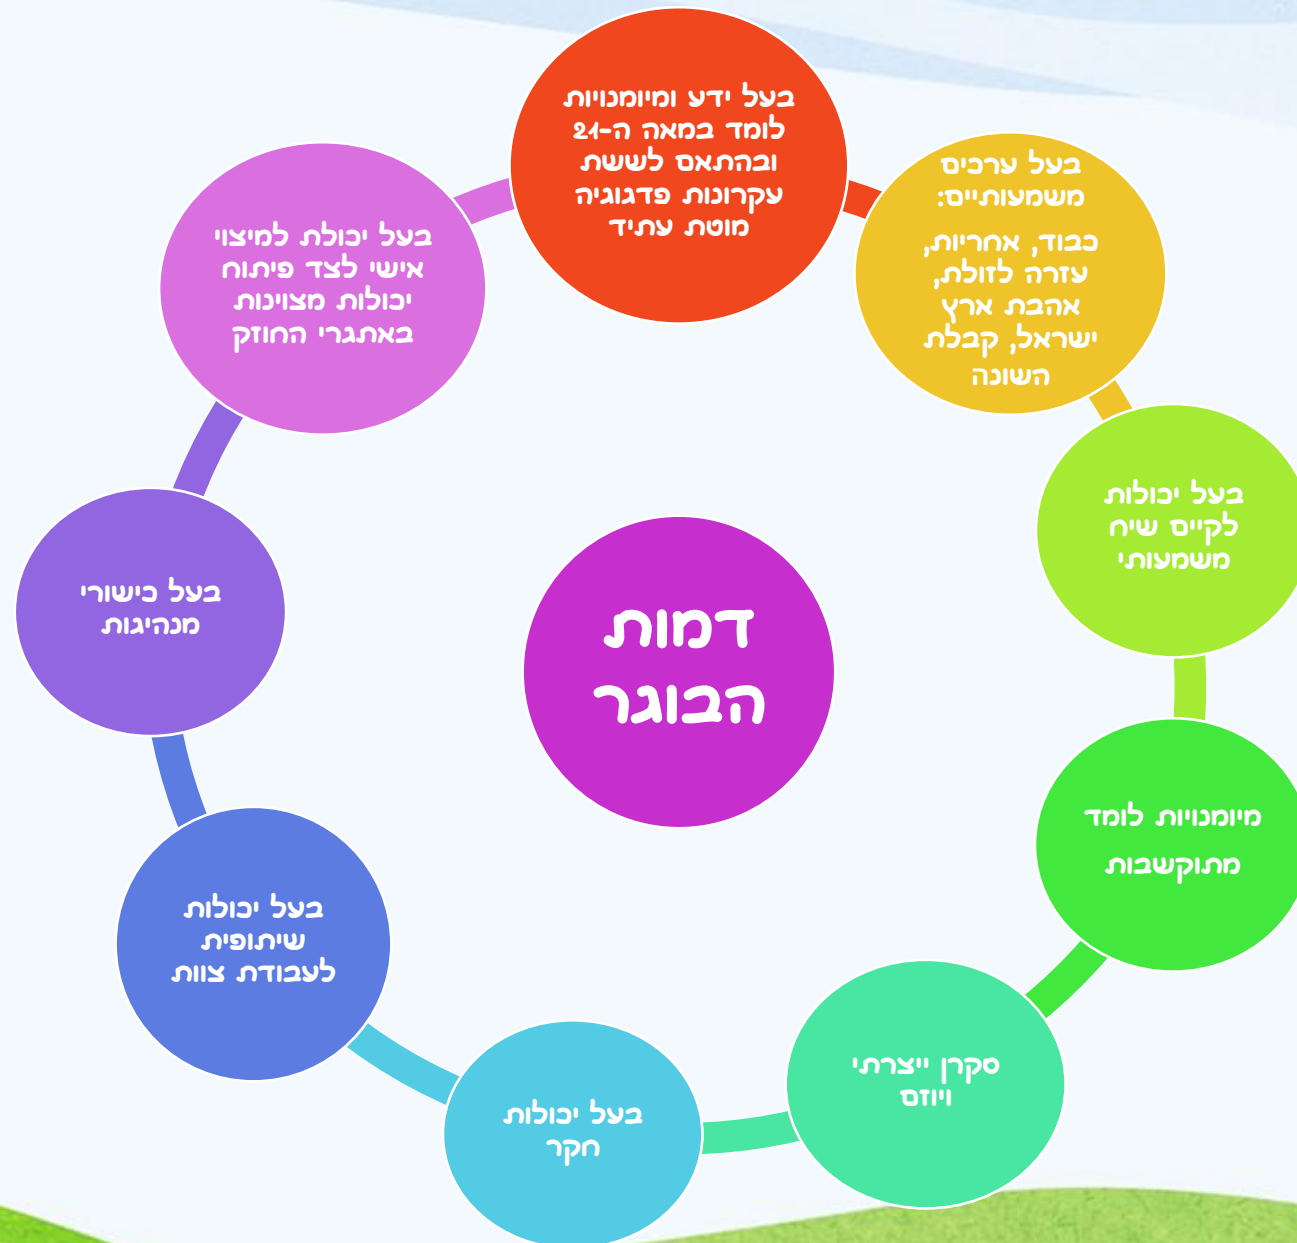 בעל ידע ומיומנויות
לומד במאה ה-21
ובהתאם לששת
עקרונות פדגוגיה
מוטת עתיד
בעל ערכים
משמעותיים:
כבוד, אחריות,
עזרה לזולת,
אהבת ארץ
ישראל, קבלת
השונה
בעל יכולות
לקיים שיח
משמעותי
מיומנויות לומד
מתוקשבות
סקרן ייצרתי
ויוזם
בעל יכולות
חקר
בעל יכולות
שיתופית
לעבודת צוות
בעל כישורי
מנהיגות
בעל יכולת למיצוי
אישי לצד פיתוח
יכולות מצוינות
באתגרי החוזק
דמות
הבוגר